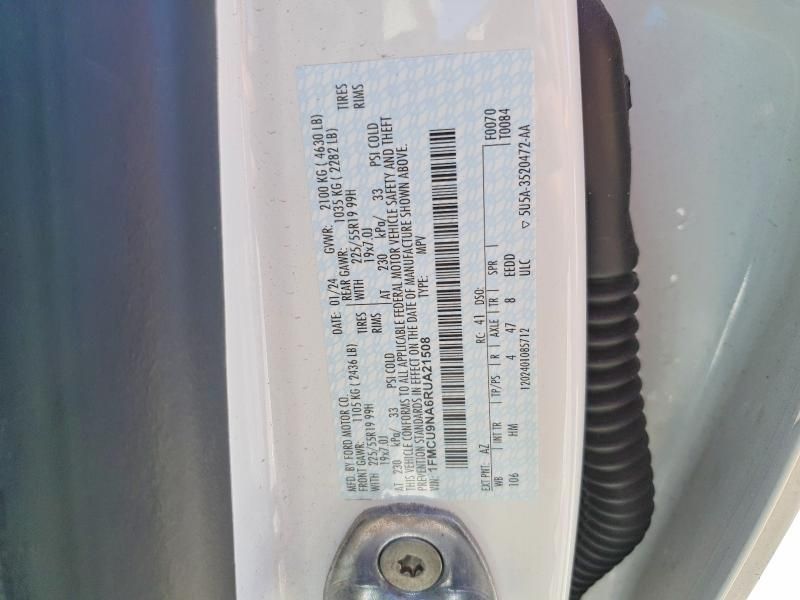 MFD. BY FORD MOTOR CO. DATE: 01/24 GVWR: 2100 KG ( 4630 LB)
FRONT GAWR: 1105 KG ( 2436 LB) REAR GAWR: 1035 KG ( 2282 LB)
WITH 225/55R19 99H TIRES WITH 225/55R19 99H TIRES
19x7.0J RIMS 19x7.0J RIMS
AT 230 kPa/ 33 PSI COLD AT 230 kPa/ 33 PSI COLD
THIS VEHICLE CONFORMS TO ALL APPLICABLE FEDERAL MOTOR VEHICLE SAFETY AND THEFT
PREVENTION STANDARDS IN EFFECT ON THE DATE OF MANUFACTURE SHOWN ABOVE.
VIN: 1FMCU9NA6RUA21508 TYPE: MPV
EXT PNT: AZ RC: 41 DSO: F0070
T0084
WB INT TR TP/PS R AXLE TR SPR
106 HM 4 47 8 EEDD
1202401085712 ULC ▽ 5U5A-3520472-AA